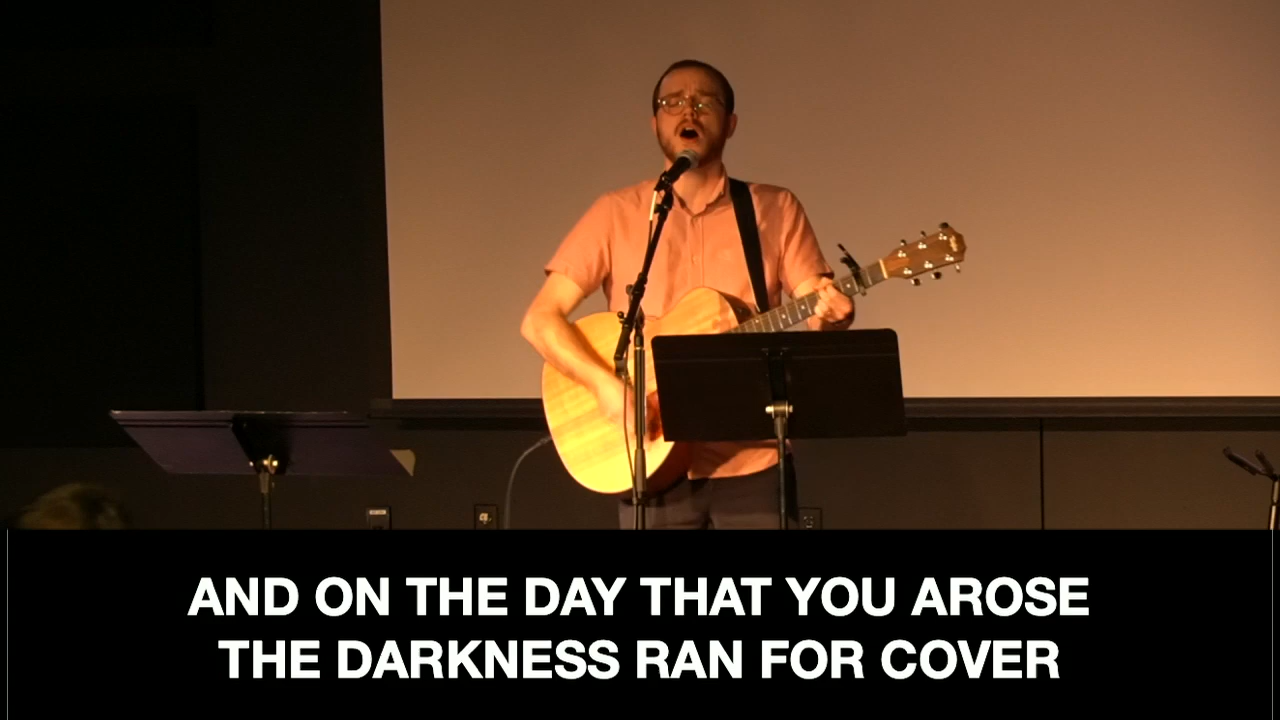 AND ON THE DAY THAT YOU AROSE
THE DARKNESS RAN FOR COVER